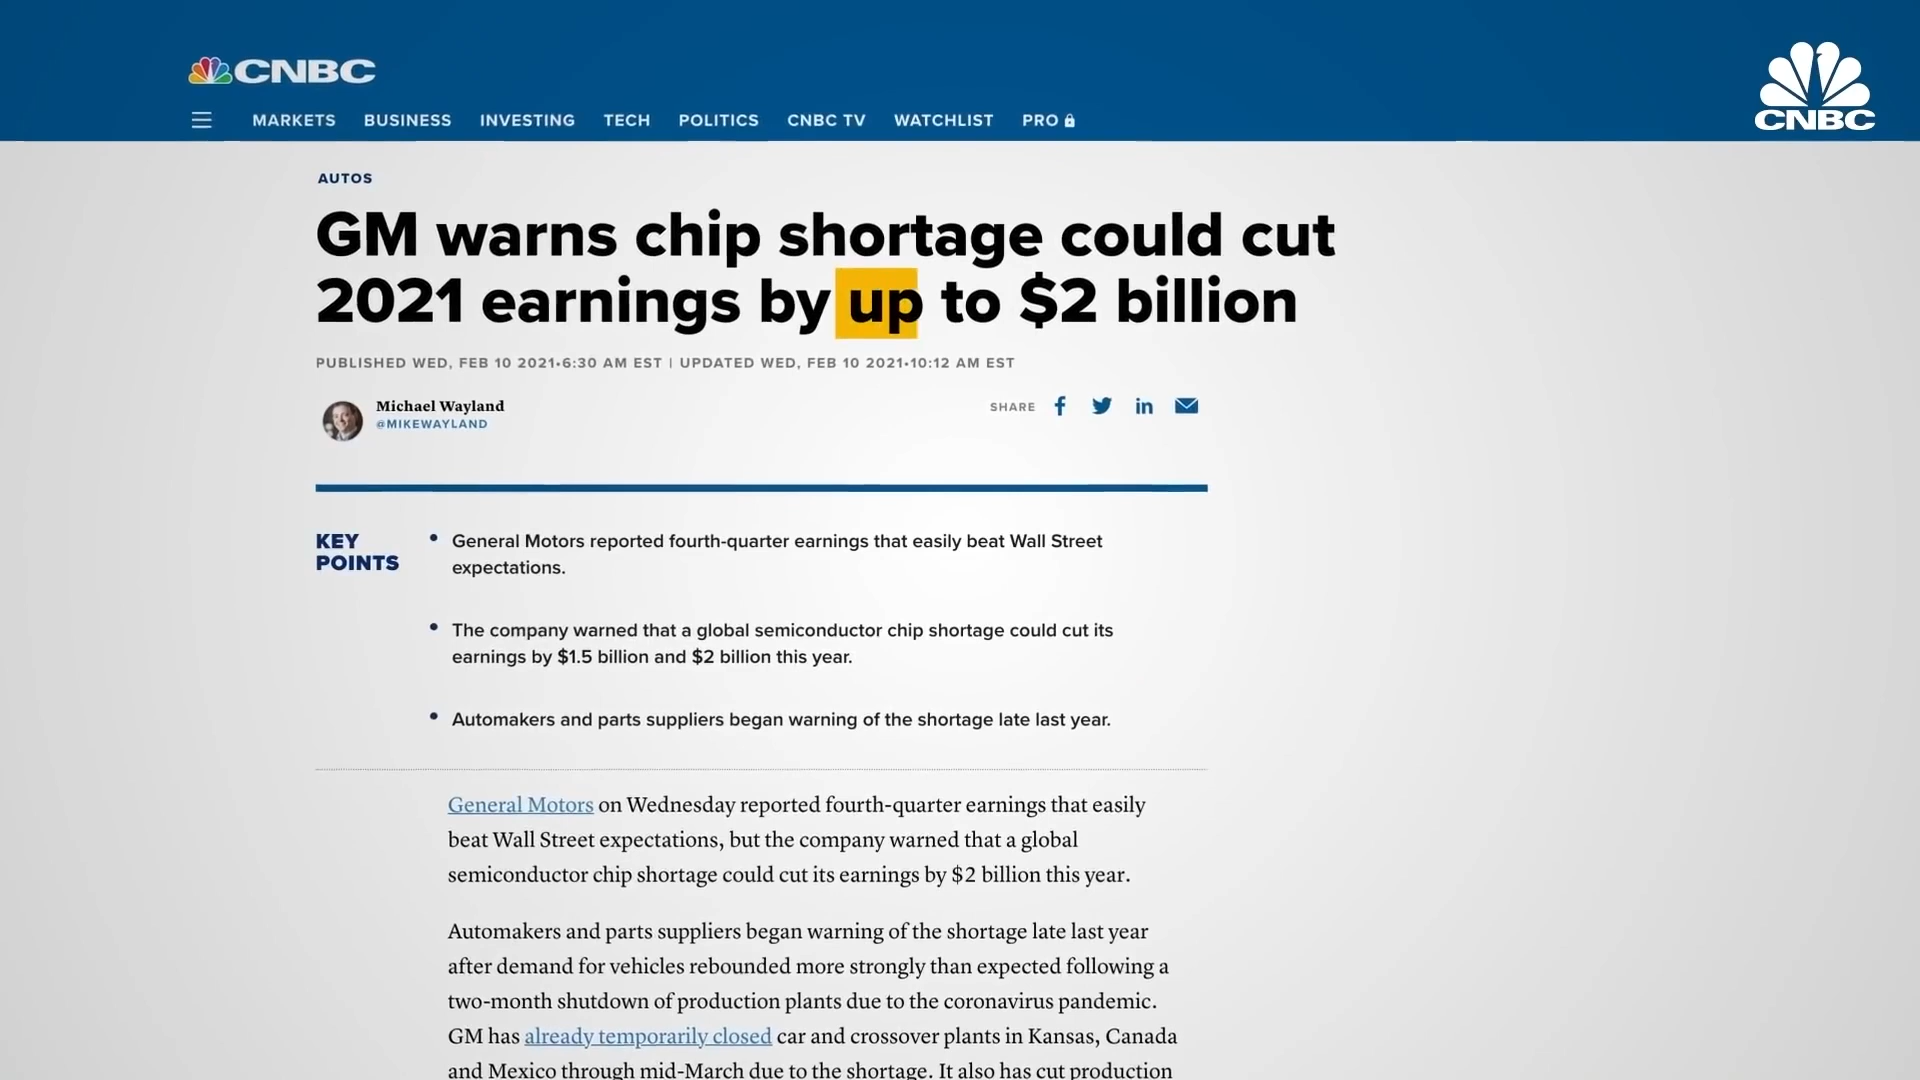 CNBC
CNBC
MARKETS BUSINESS INVESTING TECH POLITICS CNBC TV WATCHLIST PRO
AUTOS
GM warns chip shortage could cut
2021 earnings by up to $2 billion
PUBLISHED WED, FEB 10 2021•6:30 AM EST | UPDATED WED, FEB 10 2021•10:12 AM EST
Michael Wayland
@MIKEWAYLAND
SHARE
KEY
POINTS
• General Motors reported fourth-quarter earnings that easily beat Wall Street
expectations.
• The company warned that a global semiconductor chip shortage could cut its
earnings by $1.5 billion and $2 billion this year.
• Automakers and parts suppliers began warning of the shortage late last year.
General Motors on Wednesday reported fourth-quarter earnings that easily
beat Wall Street expectations, but the company warned that a global
semiconductor chip shortage could cut its earnings by $2 billion this year.
Automakers and parts suppliers began warning of the shortage late last year
after demand for vehicles rebounded more strongly than expected following a
two-month shutdown of production plants due to the coronavirus pandemic.
GM has already temporarily closed car and crossover plants in Kansas, Canada
and Mexico through mid-March due to the shortage. It also has cut production